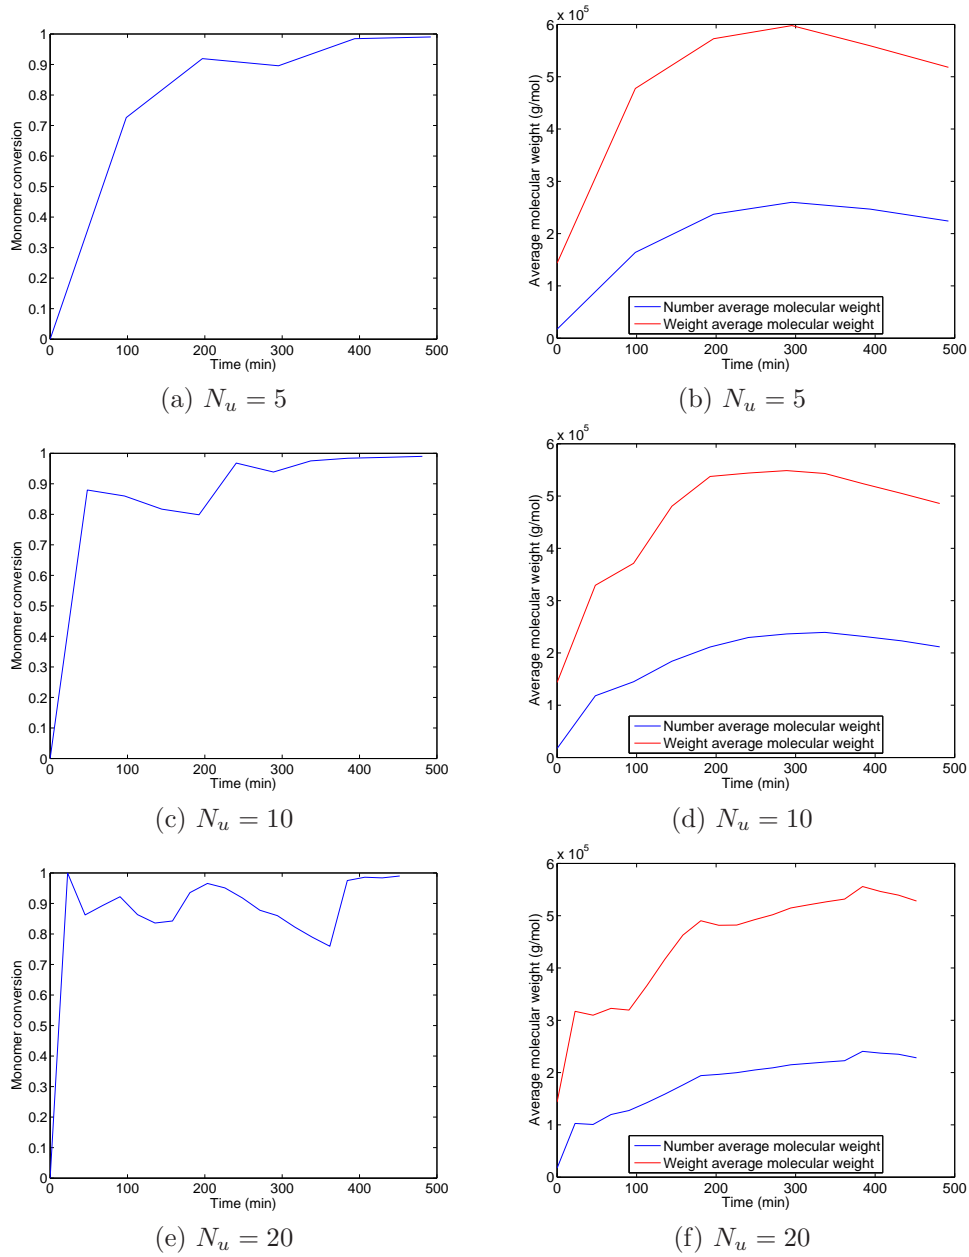 1
0.9
0.8
0.7
0.6
0.5
0.4
0.3
0.2
0.1
0
Monomer conversion
0 100 200 300 400 500
Time (min)
(a) N_u = 5
x 10^5
6
5
4
3
2
1
0
Average molecular weight (g/mol)
Number average molecular weight
Weight average molecular weight
0 100 200 300 400 500
Time (min)
(b) N_u = 5
1
0.9
0.8
0.7
0.6
0.5
0.4
0.3
0.2
0.1
0
Monomer conversion
0 100 200 300 400 500
Time (min)
(c) N_u = 10
x 10^5
6
5
4
3
2
1
0
Average molecular weight (g/mol)
Number average molecular weight
Weight average molecular weight
0 100 200 300 400 500
Time (min)
(d) N_u = 10
1
0.9
0.8
0.7
0.6
0.5
0.4
0.3
0.2
0.1
0
Monomer conversion
0 100 200 300 400 500
Time (min)
(e) N_u = 20
x 10^5
6
5
4
3
2
1
0
Average molecular weight (g/mol)
Number average molecular weight
Weight average molecular weight
0 100 200 300 400 500
Time (min)
(f) N_u = 20